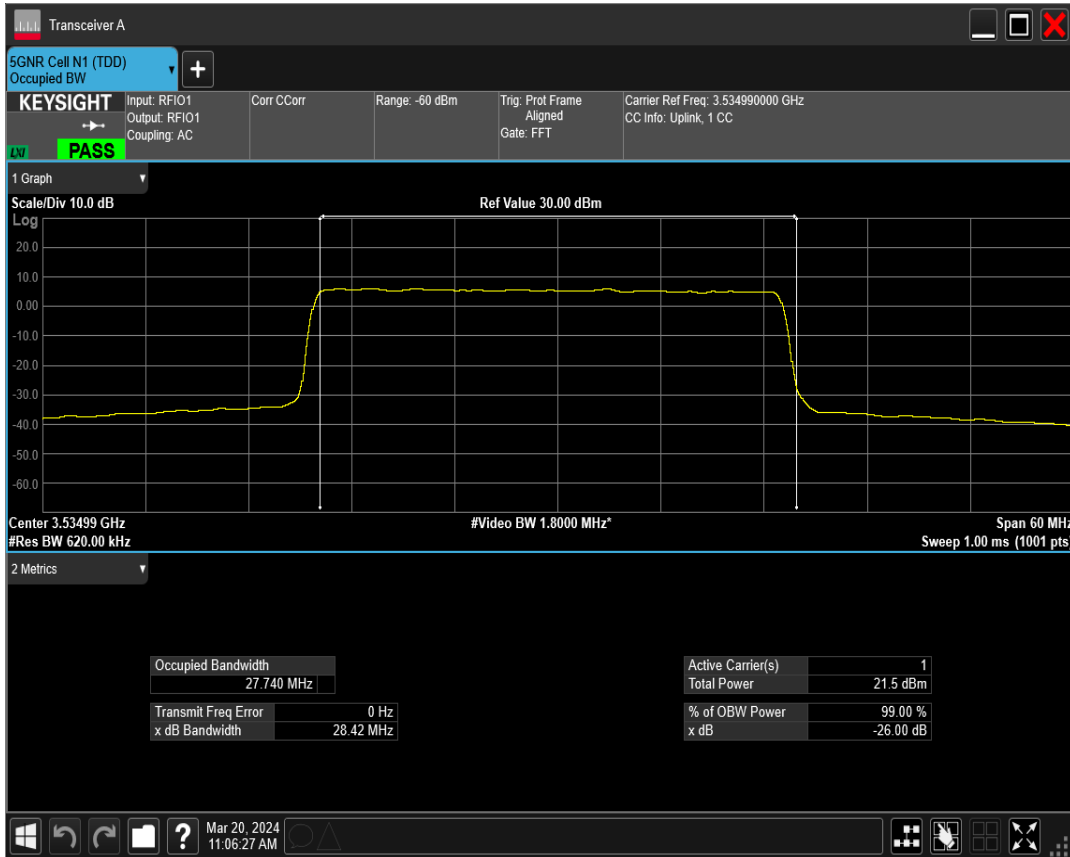 Transceiver A
5GNR Cell N1 (TDD)
Occupied BW
+
KEYSIGHT
LXI
PASS
Input: RFIO1
Output: RFIO1
Coupling: AC
Corr CCorr
Range: -60 dBm
Trig: Prot Frame
Aligned
Gate: FFT
Carrier Ref Freq: 3.534990000 GHz
CC Info: Uplink, 1 CC
1 Graph
Scale/Div 10.0 dB
Ref Value 30.00 dBm
Log
20.0
10.0
0.00
-10.0
-20.0
-30.0
-40.0
-50.0
-60.0
Center 3.53499 GHz
#Video BW 1.8000 MHz*
Span 60 MHz
#Res BW 620.00 kHz
Sweep 1.00 ms (1001 pts)
2 Metrics
Occupied Bandwidth
27.740 MHz
Transmit Freq Error 0 Hz
x dB Bandwidth 28.42 MHz
Active Carrier(s) 1
Total Power 21.5 dBm
% of OBW Power 99.00 %
x dB -26.00 dB
?
Mar 20, 2024
11:06:27 AM